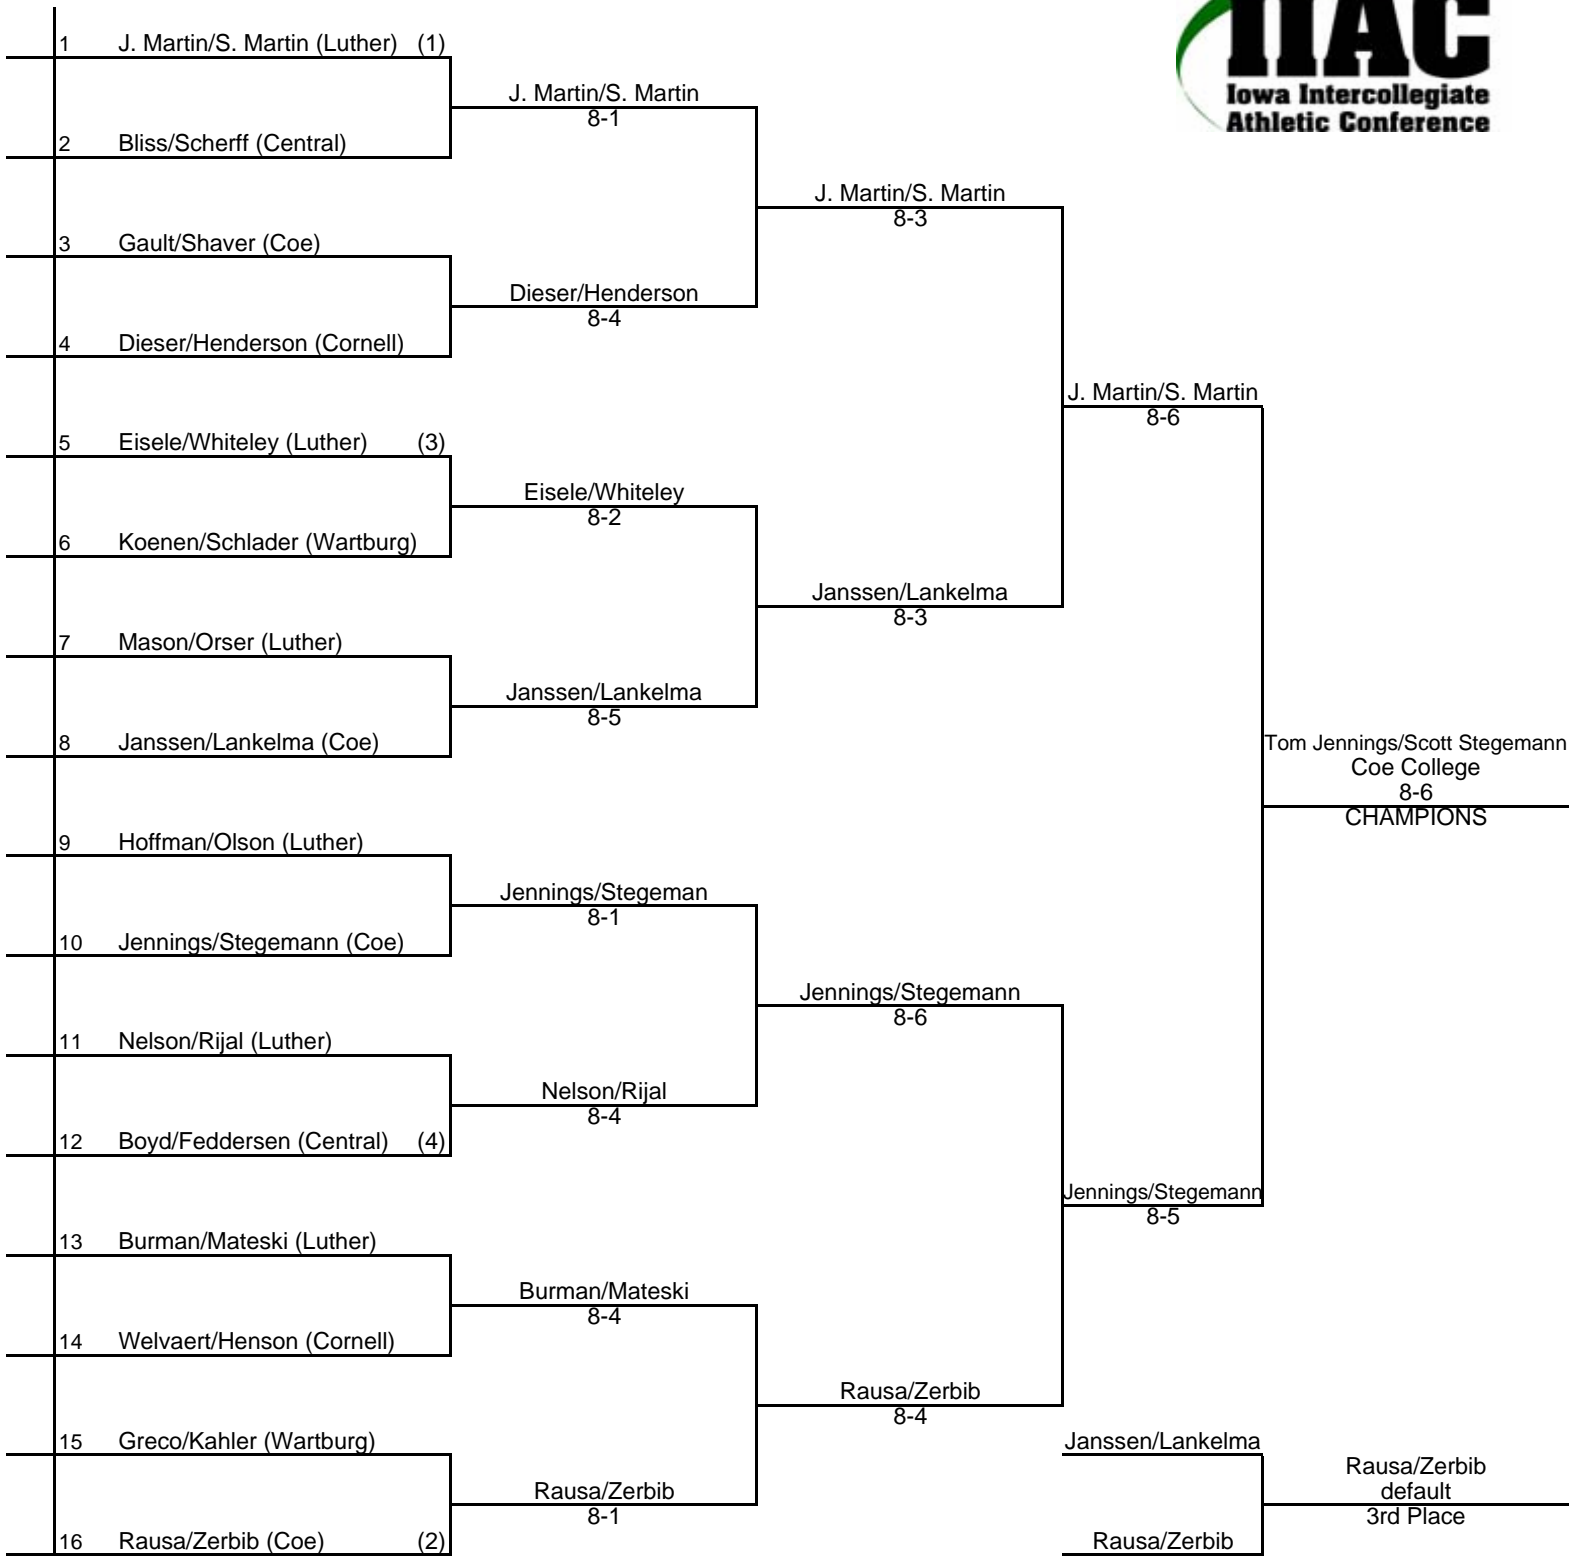 IIAC
Iowa Intercollegiate
Athletic Conference
1 J. Martin/S. Martin (Luther) (1)
J. Martin/S. Martin
8-1
2 Bliss/Scherff (Central)
J. Martin/S. Martin
8-3
3 Gault/Shaver (Coe)
Dieser/Henderson
8-4
4 Dieser/Henderson (Cornell)
J. Martin/S. Martin
8-6
5 Eisele/Whiteley (Luther) (3)
Eisele/Whiteley
8-2
6 Koenen/Schlader (Wartburg)
Janssen/Lankelma
8-3
7 Mason/Orser (Luther)
Janssen/Lankelma
8-5
8 Janssen/Lankelma (Coe)
Tom Jennings/Scott Stegemann
Coe College
8-6
CHAMPIONS
9 Hoffman/Olson (Luther)
Jennings/Stegeman
8-1
10 Jennings/Stegemann (Coe)
Jennings/Stegemann
8-6
11 Nelson/Rijal (Luther)
Nelson/Rijal
8-4
12 Boyd/Feddersen (Central) (4)
Jennings/Stegemann
8-5
13 Burman/Mateski (Luther)
Burman/Mateski
8-4
14 Welvaert/Henson (Cornell)
Rausa/Zerbib
8-4
15 Greco/Kahler (Wartburg)
Janssen/Lankelma
Rausa/Zerbib
default
3rd Place
Rausa/Zerbib
8-1
16 Rausa/Zerbib (Coe) (2)
Rausa/Zerbib